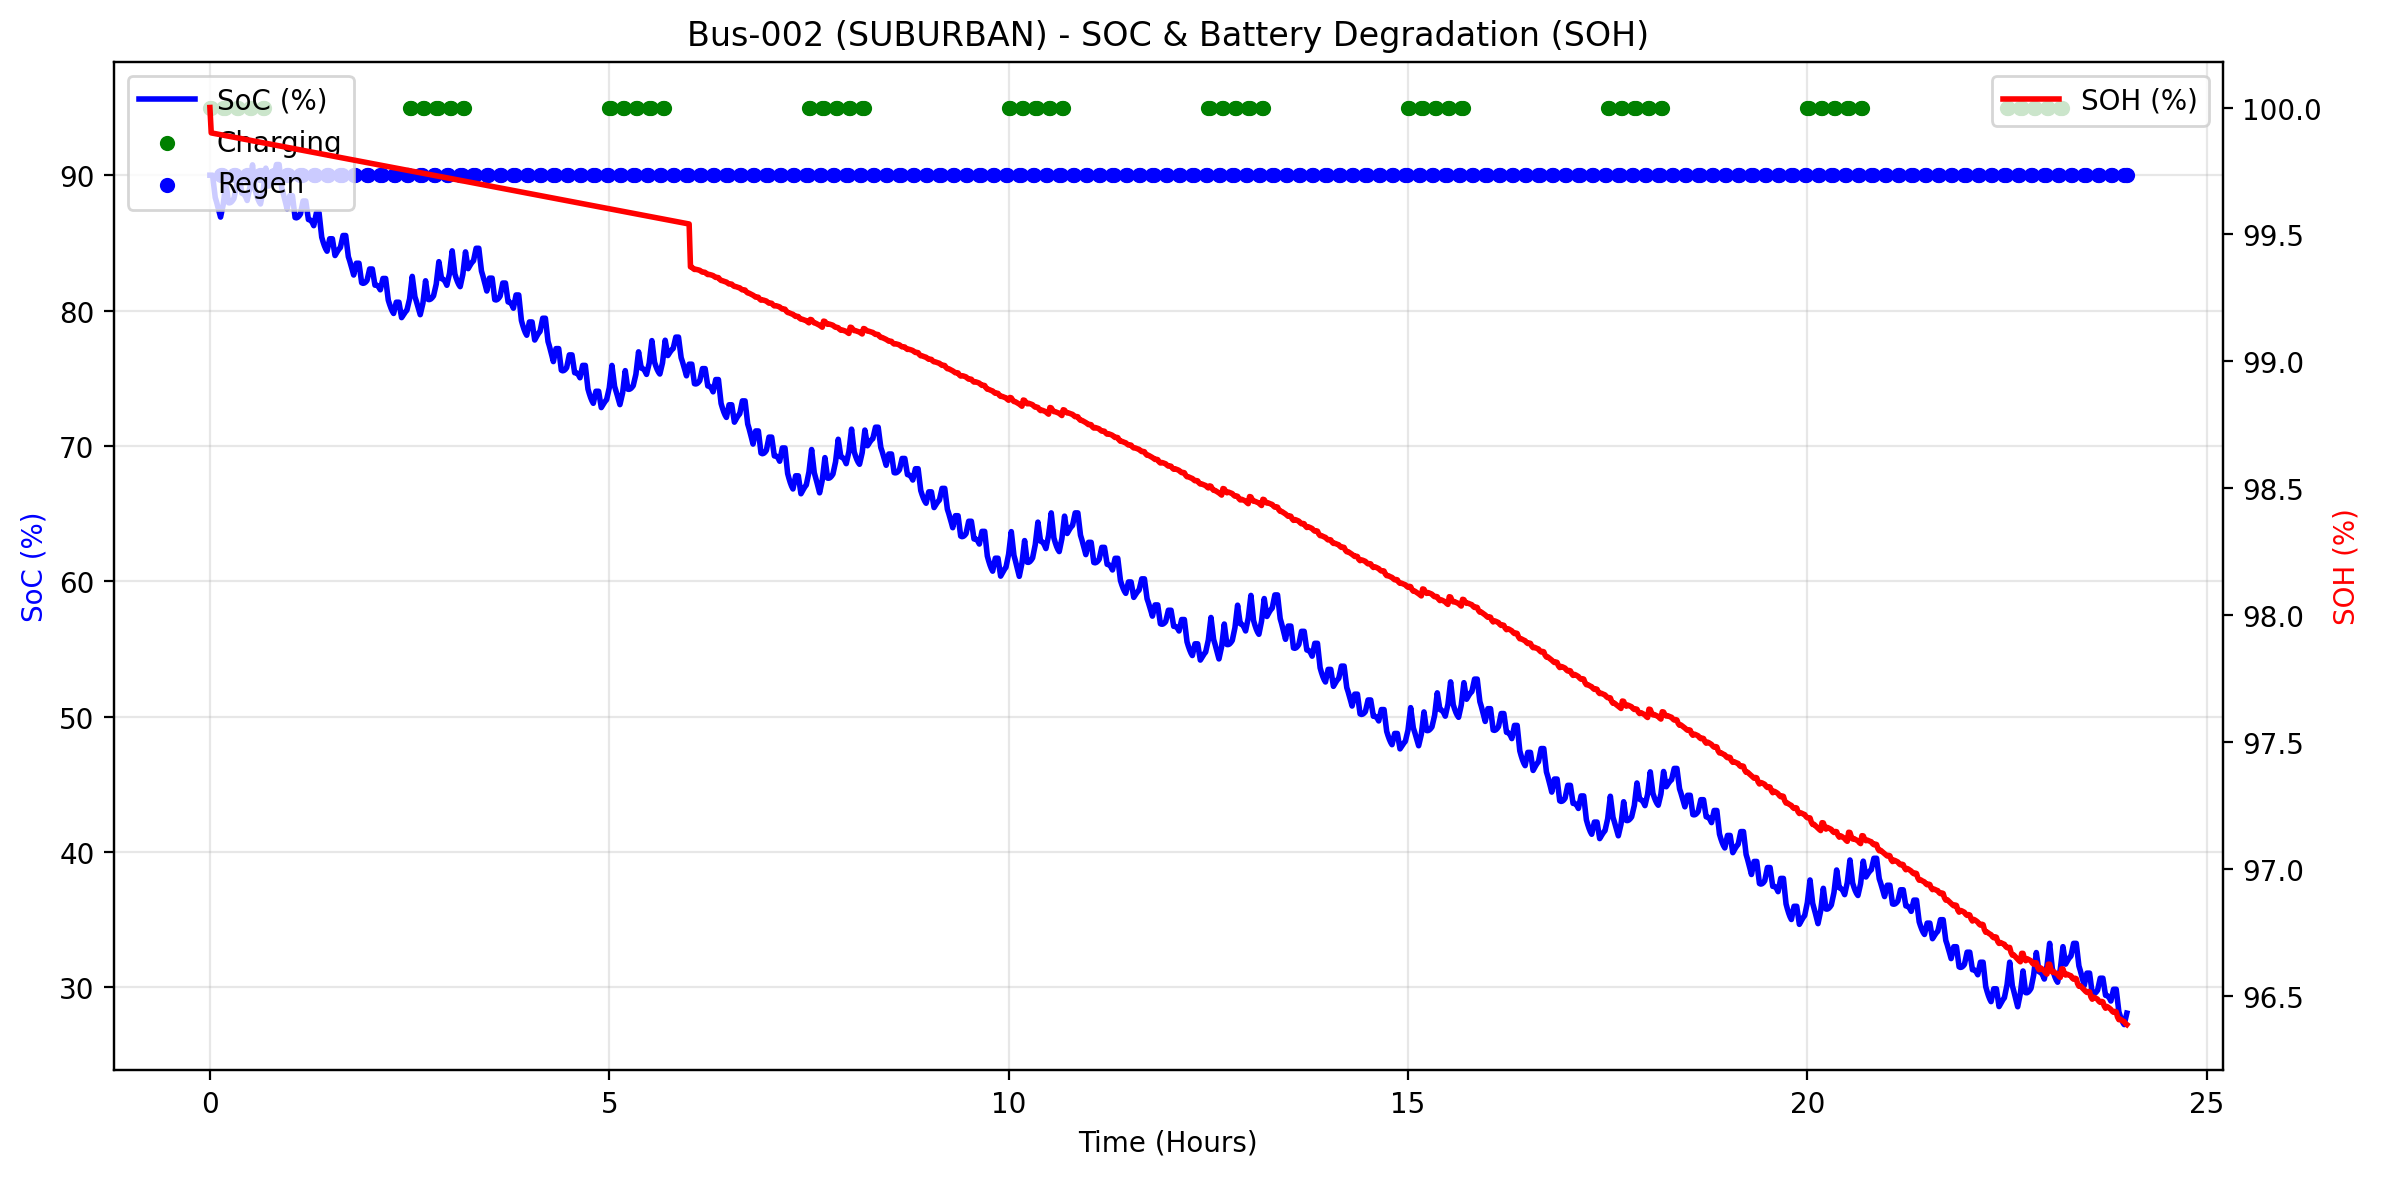 Bus-002 (SUBURBAN) - SOC & Battery Degradation (SOH)
SoC (%)
Charging
Regen
SOH (%)
90
80
70
60
50
40
30
SoC (%)
100.0
99.5
99.0
98.5
98.0
97.5
97.0
96.5
SOH (%)
0
5
10
15
20
25
Time (Hours)